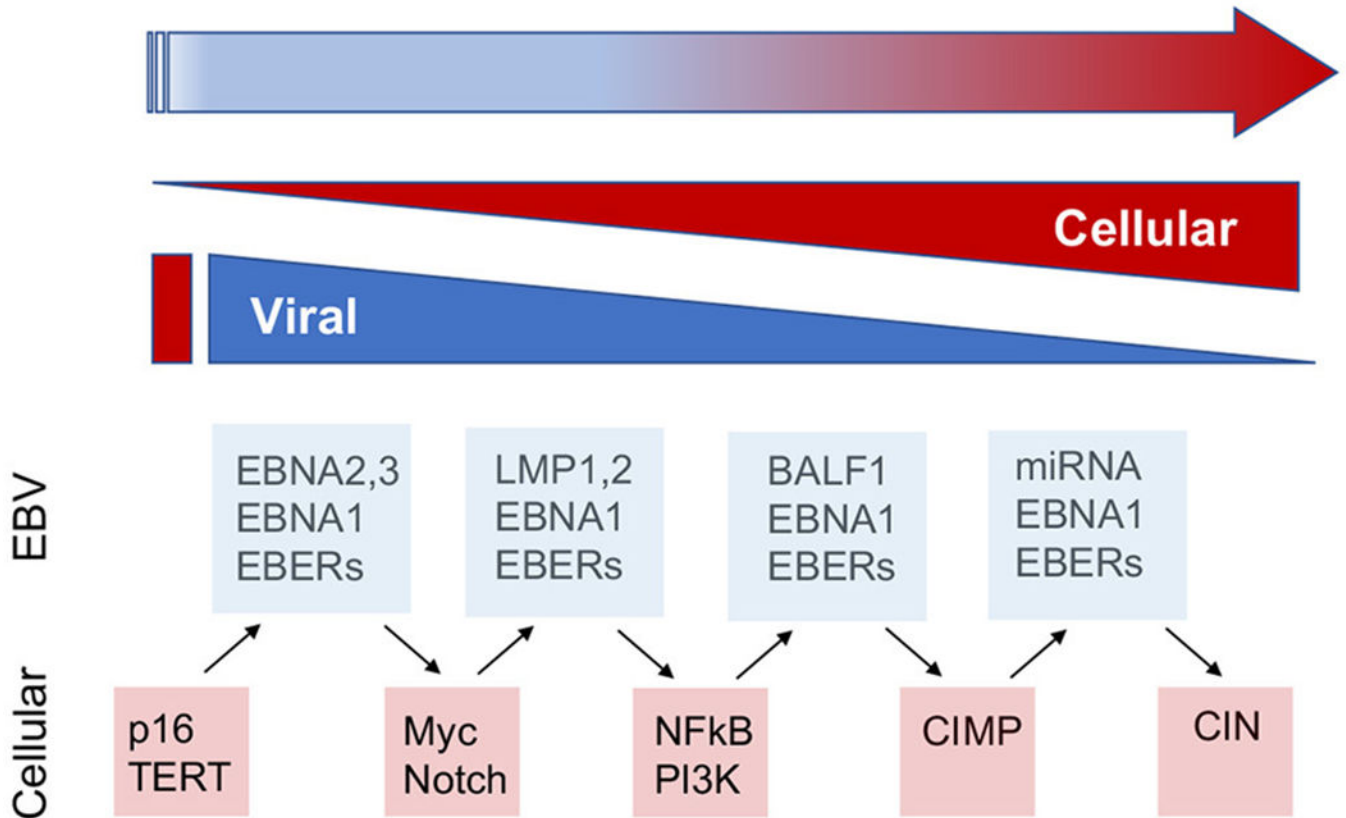 Cellular
Viral
EBV
EBNA2,3
EBNA1
EBERs
LMP1,2
EBNA1
EBERs
BALF1
EBNA1
EBERs
miRNA
EBNA1
EBERs
Cellular
p16
TERT
Myc
Notch
NFkB
PI3K
CIMP
CIN